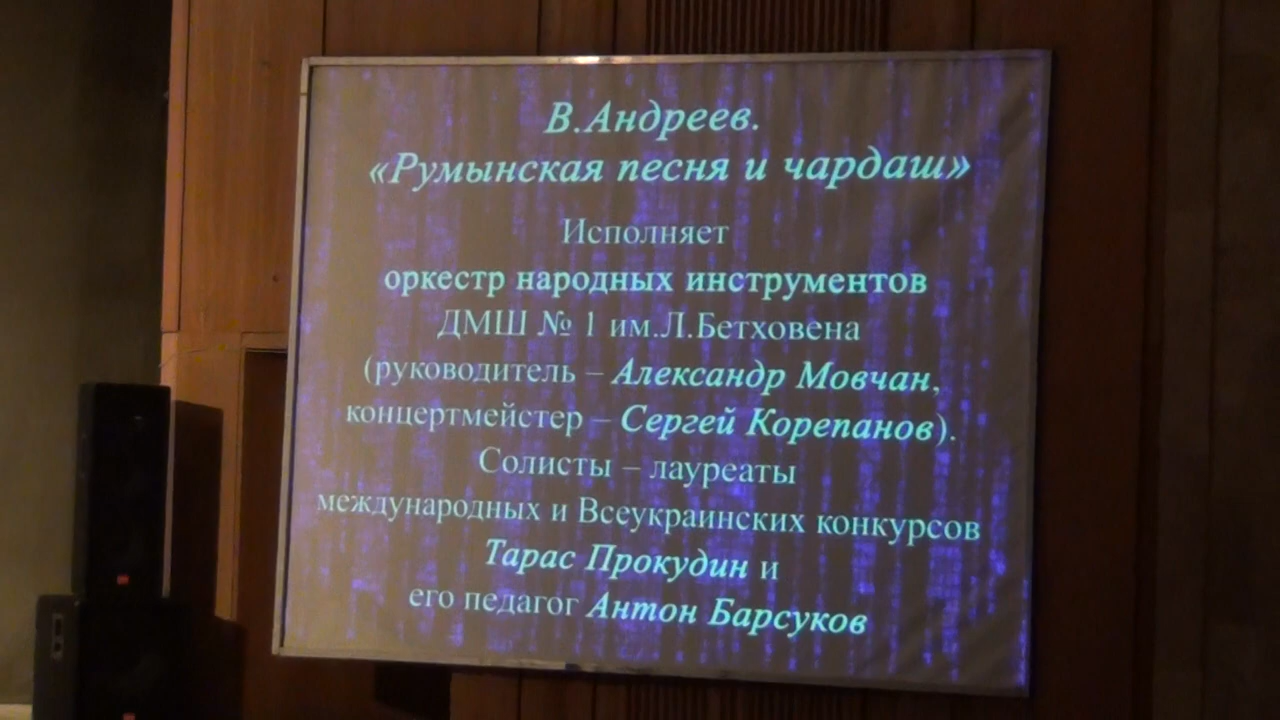 В.Андреев.
«Румынская песня и чардаш»
Исполняет
оркестр народных инструментов
ДМШ № 1 им.Л.Бетховена
(руководитель – Александр Мовчан,
концертмейстер – Сергей Корепанов).
Солисты – лауреаты
международных и Всеукраинских конкурсов
Тарас Прокудин и
его педагог Антон Барсуков